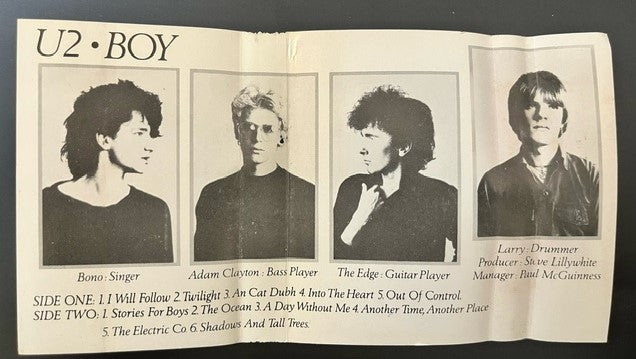 U2 • BOY
Bono: Singer
Adam Clayton: Bass Player
The Edge: Guitar Player
Larry: Drummer
Producer: Steve Lillywhite
Manager: Paul McGuinness
SIDE ONE: 1. I Will Follow 2. Twilight 3. An Cat Dubh 4. Into The Heart 5. Out Of Control.
SIDE TWO: 1. Stories For Boys 2. The Ocean 3. A Day Without Me 4. Another Time, Another Place
5. The Electric Co. 6. Shadows And Tall Trees.